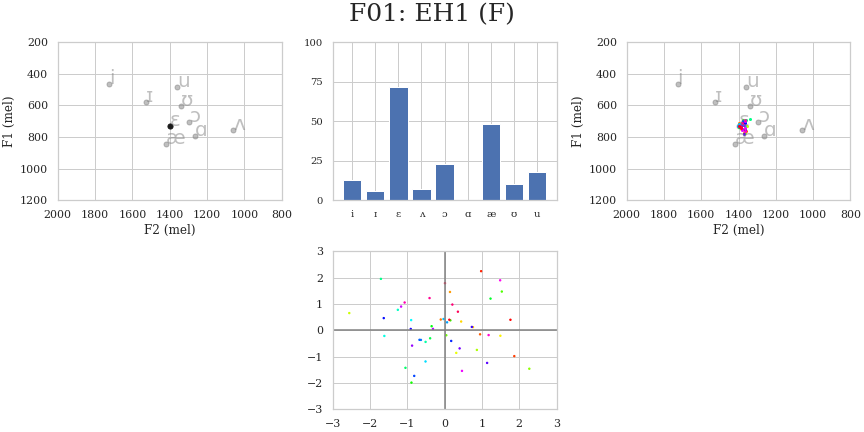 F01: EH1 (F)
200
400
600
800
1000
1200
F1 (mel)
i
ɪ
u
ʊ
ɛ
ɔ
ɑ
æ
ʌ
2000 1800 1600 1400 1200 1000 800
F2 (mel)
100
75
50
25
0
i ɪ ɛ ʌ ɔ ɑ æ ʊ u
200
400
600
800
1000
1200
F1 (mel)
i
ɪ
u
ʊ
ɛ
ɔ
ɑ
æ
ʌ
2000 1800 1600 1400 1200 1000 800
F2 (mel)
3
2
1
0
−1
−2
−3
−3 −2 −1 0 1 2 3